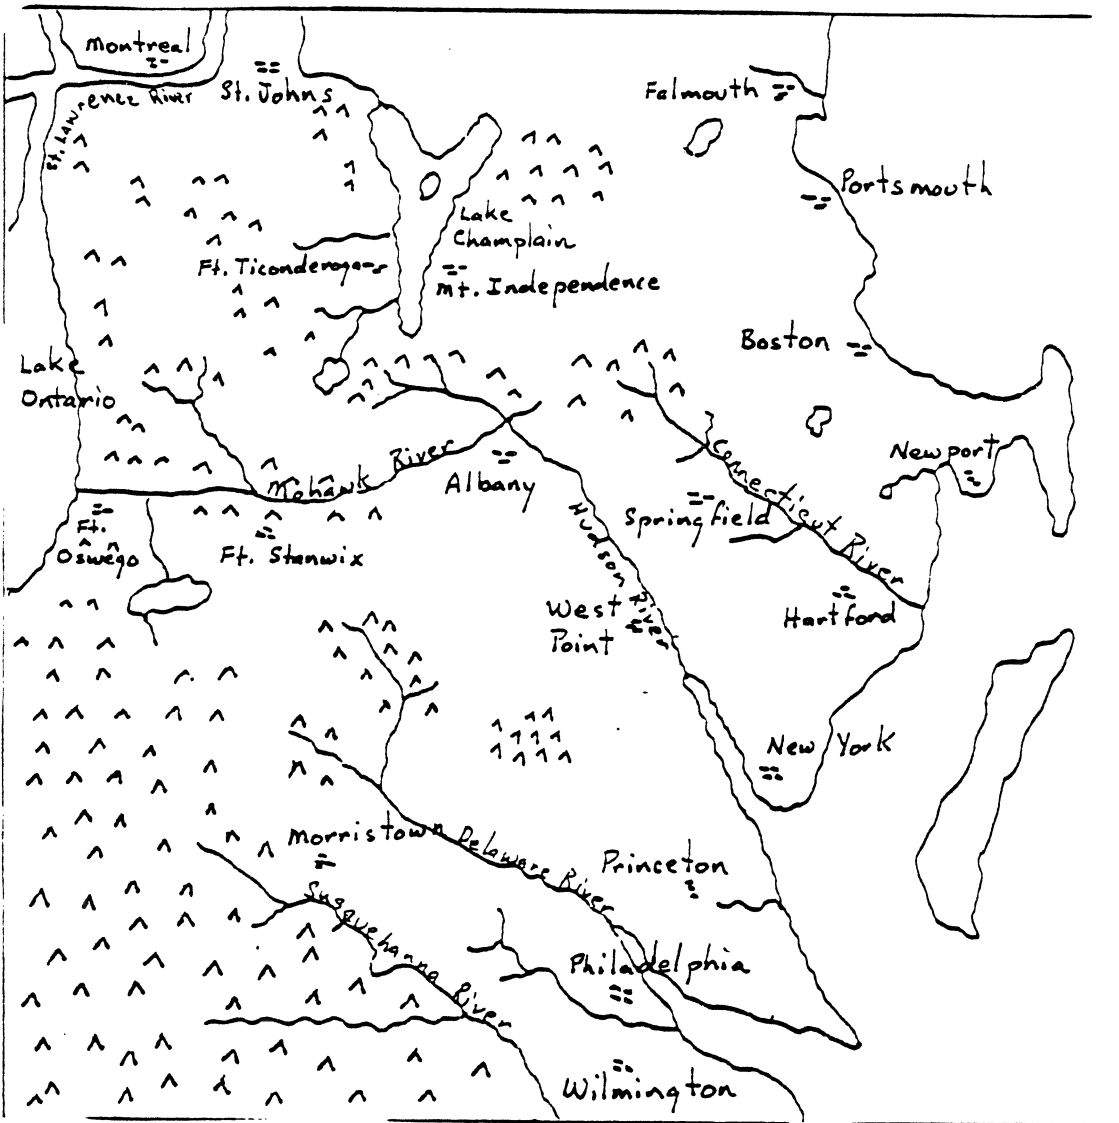 Montreal
St. Lawrence River
St. Johns
Falmouth
Portsmouth
Lake
Champlain
Ft. Ticonderoga
Mt. Independence
Boston
Lake
Ontario
Newport
Mohawk River
Albany
Connecticut River
Springfield
Hudson River
Ft.
Oswego
Ft. Stanwix
Hartford
West
Point
New York
Morristown
Delaware River
Princeton
Susquehanna River
Philadelphia
Wilmington